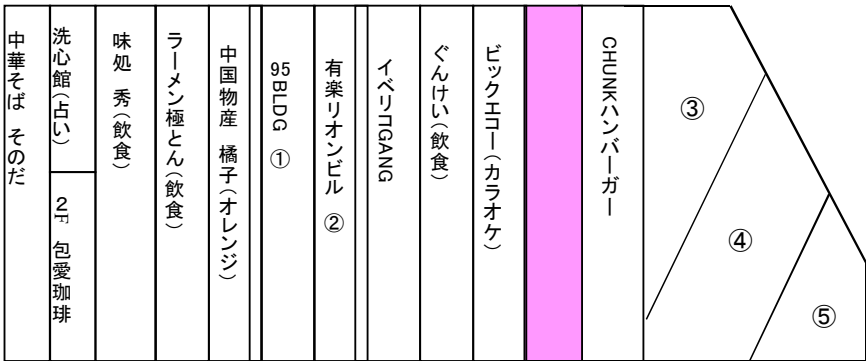 中華そば そのだ
洗心館(占い)
2F 包愛珈琲
味処 秀(飲食)
ラーメン極とん(飲食)
中国物産 橘子(オレンジ)
95BLDG ①
有楽リオンビル ②
イベリコGANG
ぐんけい(飲食)
ビックエコー(カラオケ)
CHUNKハンバーガー
③
④
⑤